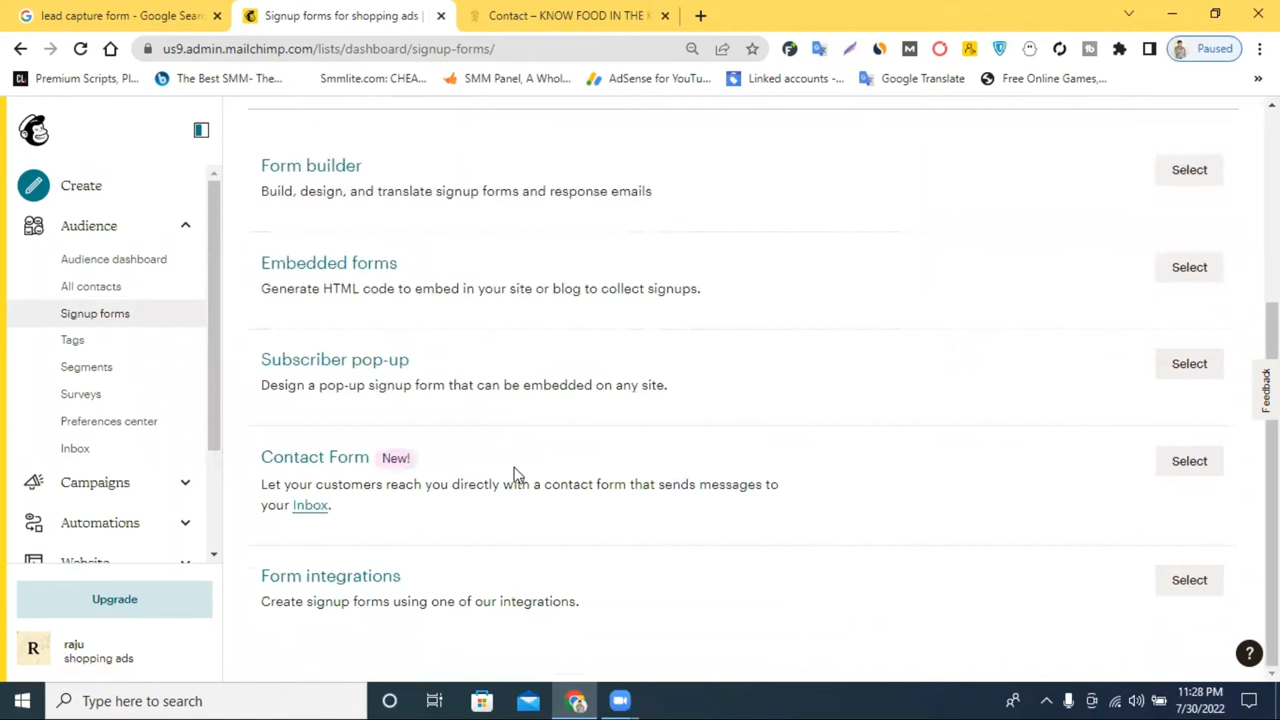 lead capture form - Google Sear
Signup forms for shopping ads |
Contact – KNOW FOOD IN THE
us9.admin.mailchimp.com/lists/dashboard/signup-forms/
Paused
Premium Scripts, Pl...
The Best SMM- The...
Smmlite.com: CHEA...
SMM Panel, A Whol...
AdSense for YouTu...
Linked accounts -...
Google Translate
Free Online Games,...
»
Create
Audience
Audience dashboard
All contacts
Signup forms
Tags
Segments
Surveys
Preferences center
Inbox
Campaigns
Automations
Website
Upgrade
R
raju
shopping ads
Form builder
Select
Build, design, and translate signup forms and response emails
Embedded forms
Select
Generate HTML code to embed in your site or blog to collect signups.
Subscriber pop-up
Select
Design a pop-up signup form that can be embedded on any site.
Contact Form New!
Select
Let your customers reach you directly with a contact form that sends messages to
your Inbox.
Form integrations
Select
Create signup forms using one of our integrations.
Feedback
?
Type here to search
11:28 PM
7/30/2022